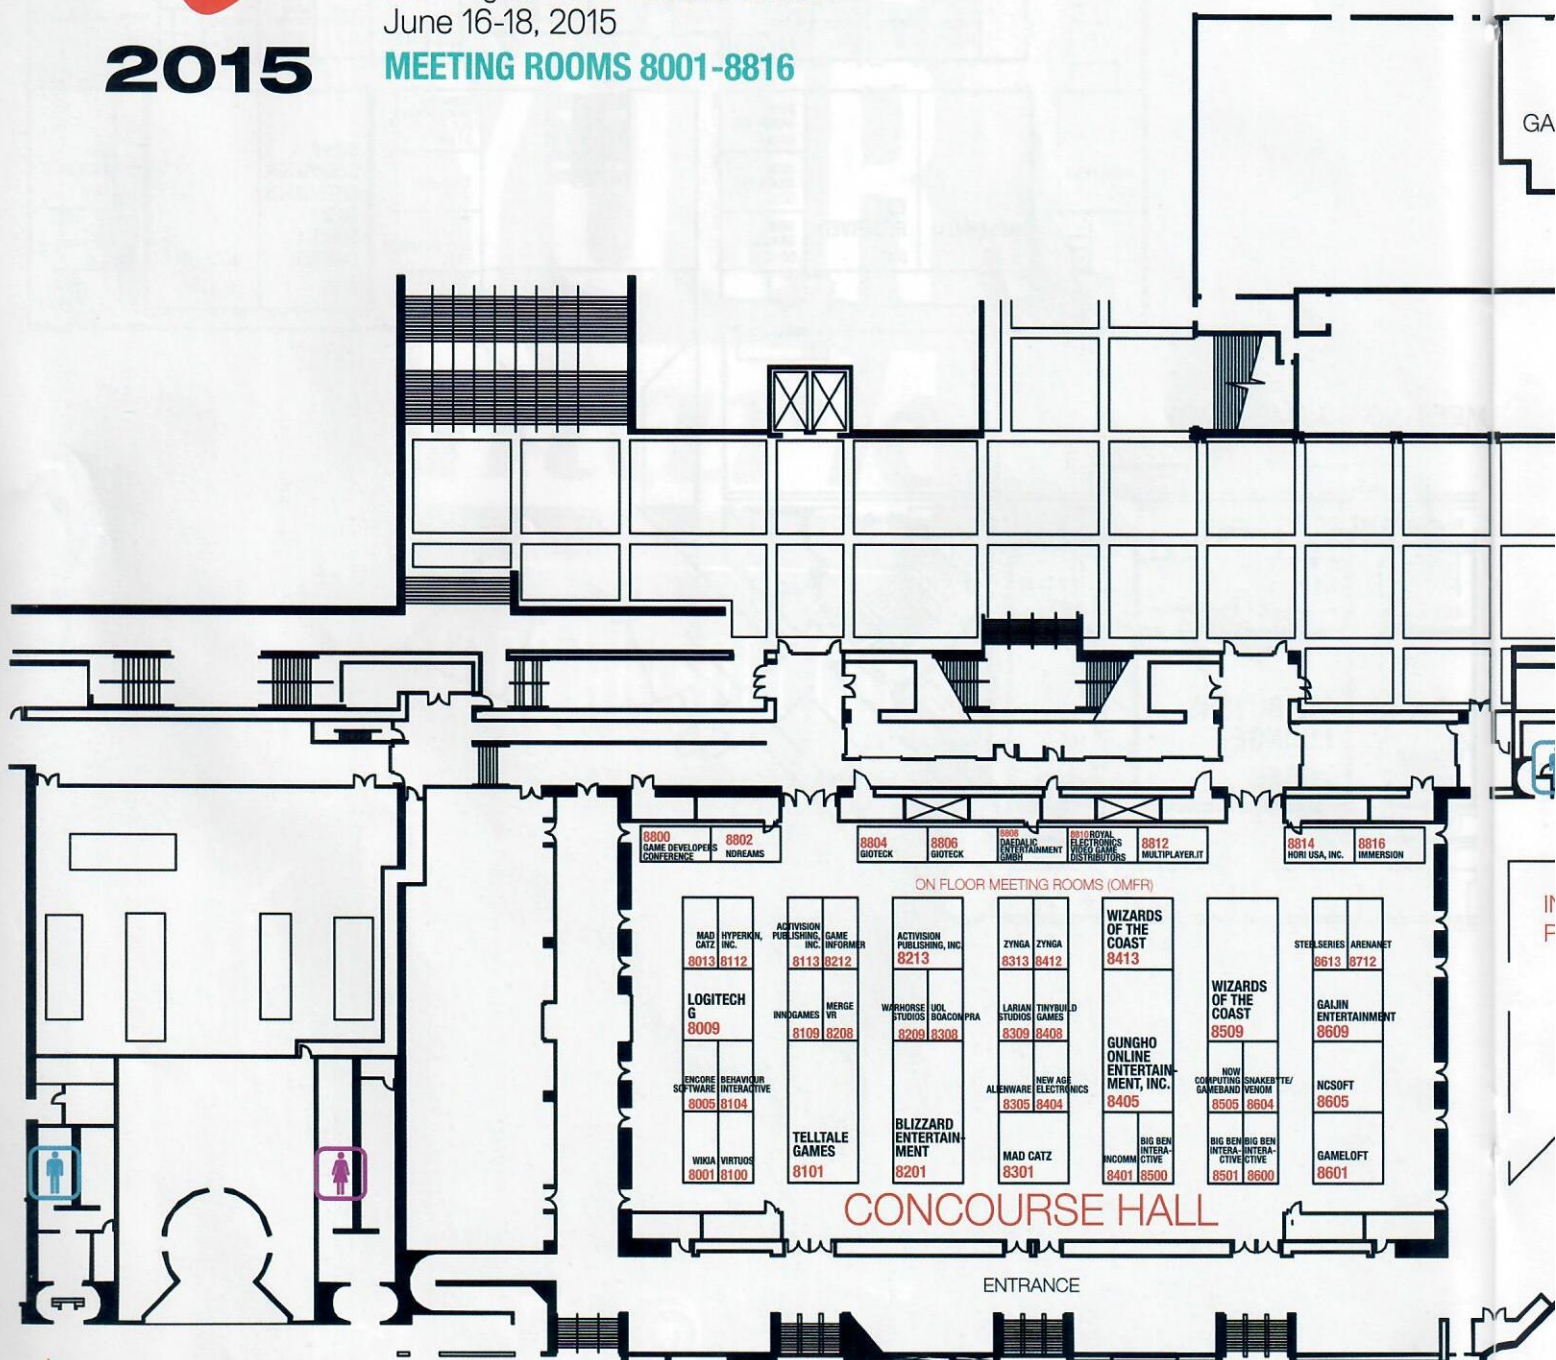 June 16-18, 2015
2015
MEETING ROOMS 8001-8816
GA
8800
GAME DEVELOPERS
CONFERENCE
8802
NDREAMS
8804
GIOTECK
8806
GIOTECK
8808
DAEDALIC
ENTERTAINMENT
GMBH
8810 ROYAL
ELECTRONICS
VIDEO GAME
DISTRIBUTORS
8812
MULTIPLAYER.IT
8814
HORI USA, INC.
8816
IMMERSION
ON FLOOR MEETING ROOMS (OMFR)
MAD
CATZ
8013
HYPERKIN,
INC.
8112
LOGITECH
G
8009
ENCORE
SOFTWARE
8005
BEHAVIOUR
INTERACTIVE
8104
WIKIA
8001
VIRTUOS
8100
ACTIVISION
PUBLISHING,
INC.
8113
GAME
INFORMER
8212
INNOGAMES
8109
MERGE
VR
8208
TELLTALE
GAMES
8101
ACTIVISION
PUBLISHING, INC.
8213
WARHORSE
STUDIOS
8209
UOL
BOACOMPRA
8308
BLIZZARD
ENTERTAIN-
MENT
8201
ZYNGA
8313
ZYNGA
8412
LARIAN
STUDIOS
8309
TINYBUILD
GAMES
8408
ALIENWARE
8305
NEW AGE
ELECTRONICS
8404
MAD CATZ
8301
WIZARDS
OF THE
COAST
8413
GUNGHO
ONLINE
ENTERTAIN-
MENT, INC.
8405
INCOMM
8401
BIG BEN
INTERA-
CTIVE
8500
WIZARDS
OF THE
COAST
8509
NOW
COMPUTING
GAMEBAND
8505
SNAKEBYTE/
VENOM
8604
BIG BEN
INTERA-
CTIVE
8501
BIG BEN
INTERA-
CTIVE
8600
STEELSERIES
8613
ARENANET
8712
GAIJIN
ENTERTAINMENT
8609
NCSOFT
8605
GAMELOFT
8601
IN
P
CONCOURSE HALL
ENTRANCE